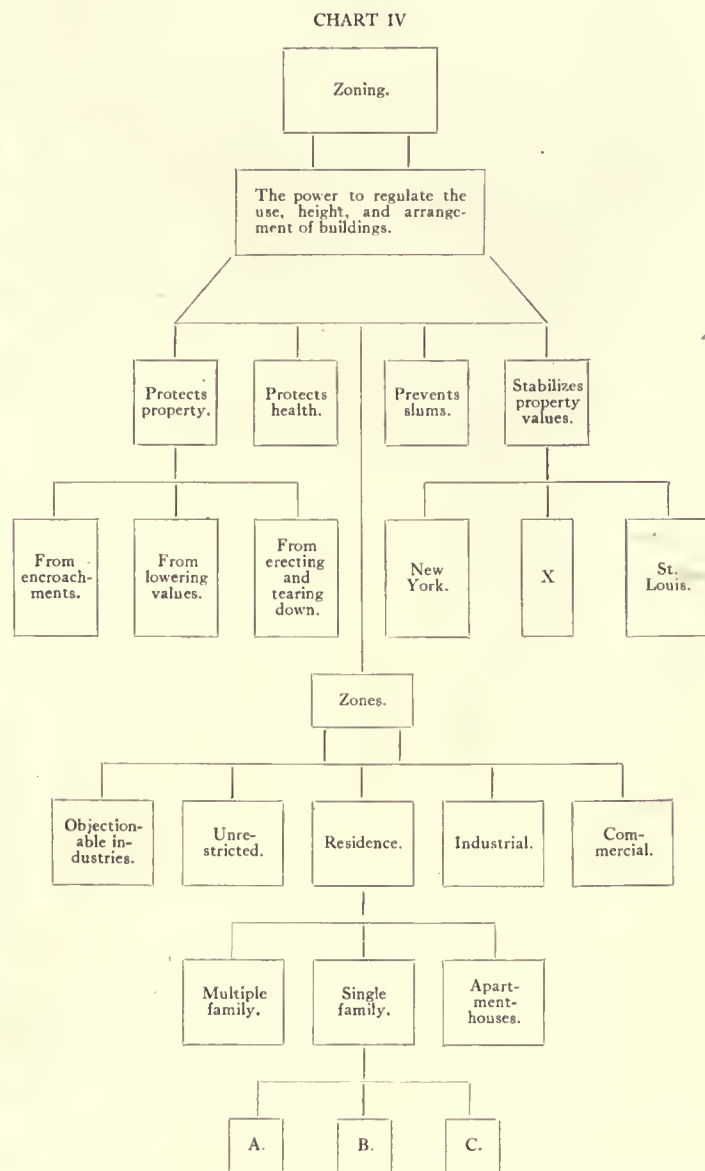 CHART IV
Zoning.
The power to regulate the
use, height, and arrange-
ment of buildings.
Protects
property.
Protects
health.
Prevents
slums.
Stabilizes
property
values.
From
encroach-
ments.
From
lowering
values.
From
erecting
and
tearing
down.
New
York.
X
St.
Louis.
Zones.
Objection-
able in-
dustries.
Unre-
stricted.
Residence.
Industrial.
Com-
mercial.
Multiple
family.
Single
family.
Apart-
ment-
houses.
A.
B.
C.